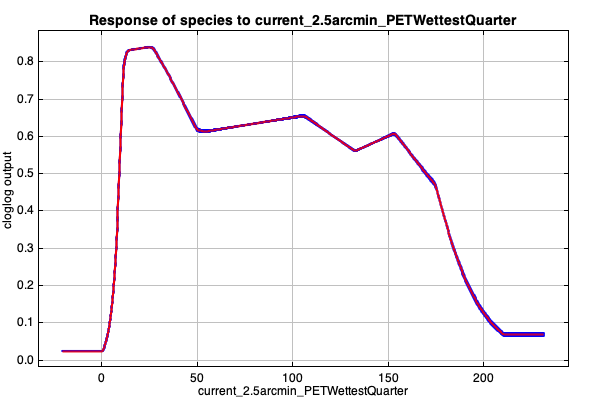 Response of species to current_2.5arcmin_PETWettestQuarter
cloglog output
0.8
0.7
0.6
0.5
0.4
0.3
0.2
0.1
0.0
0 50 100 150 200
current_2.5arcmin_PETWettestQuarter